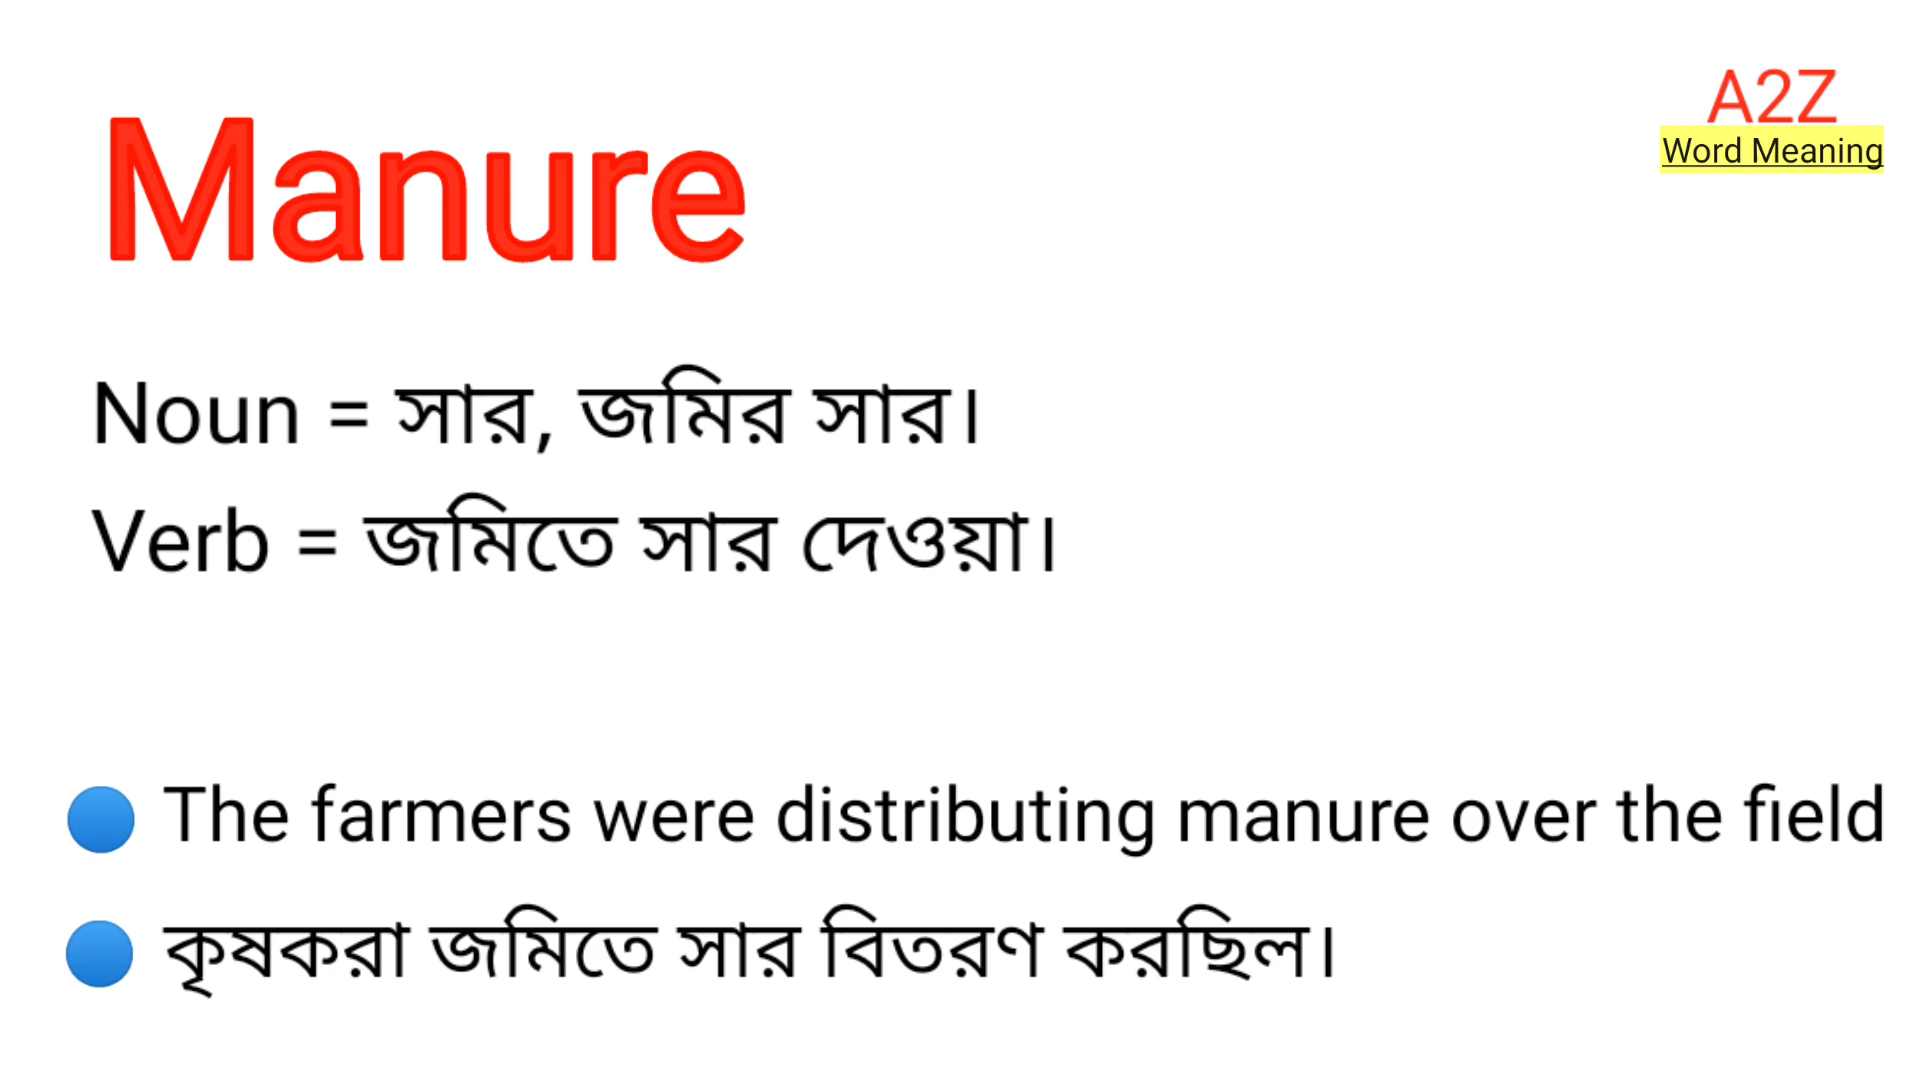 A2Z
Word Meaning
Manure
Noun = সার, জমির সার।
Verb = জমিতে সার দেওয়া।
The farmers were distributing manure over the field
কৃষকরা জমিতে সার বিতরণ করছিল।